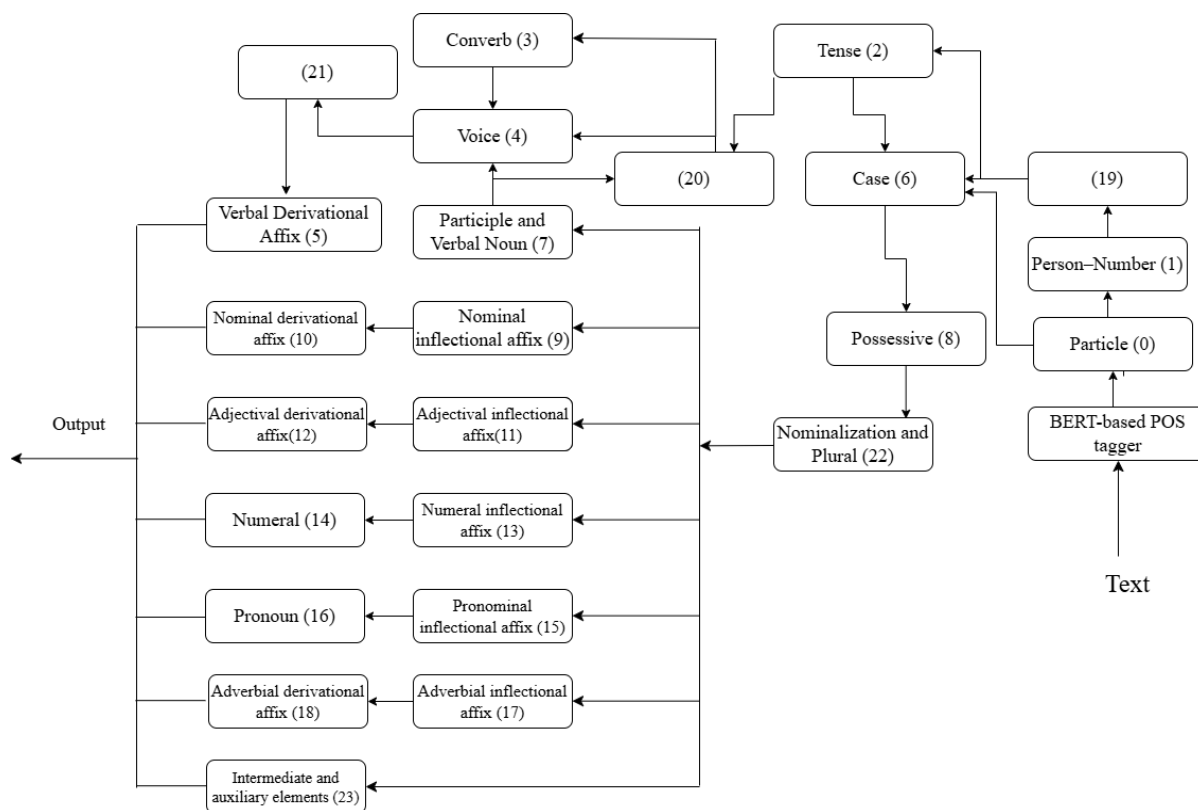 Converb (3)
Tense (2)
(21)
Voice (4)
(20)
Case (6)
(19)
Verbal Derivational
Affix (5)
Participle and
Verbal Noun (7)
Person–Number (1)
Nominal derivational
affix (10)
Nominal
inflectional affix (9)
Possessive (8)
Particle (0)
Output
Adjectival derivational
affix(12)
Adjectival inflectional
affix(11)
Nominalization and
Plural (22)
BERT-based POS
tagger
Numeral (14)
Numeral inflectional
affix (13)
Text
Pronoun (16)
Pronominal
inflectional affix (15)
Adverbial derivational
affix (18)
Adverbial inflectional
affix (17)
Intermediate and
auxiliary elements (23)